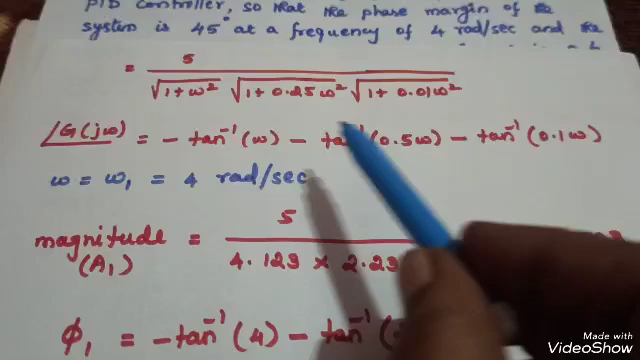 PID controller, so that the phase margin of the
system is 45° at a frequency of 4 rad/sec and the
= 5 / √1+ω² √1+0.25ω² √1+0.01ω²
∠G(jω) = -tan⁻¹(ω) - tan⁻¹(0.5ω) - tan⁻¹(0.1ω)
ω = ω₁ = 4 rad/sec
magnitude (A₁) = 5 / 4.123 × 2.23
φ₁ = -tan⁻¹(4) - tan⁻¹(
Made with
VideoShow